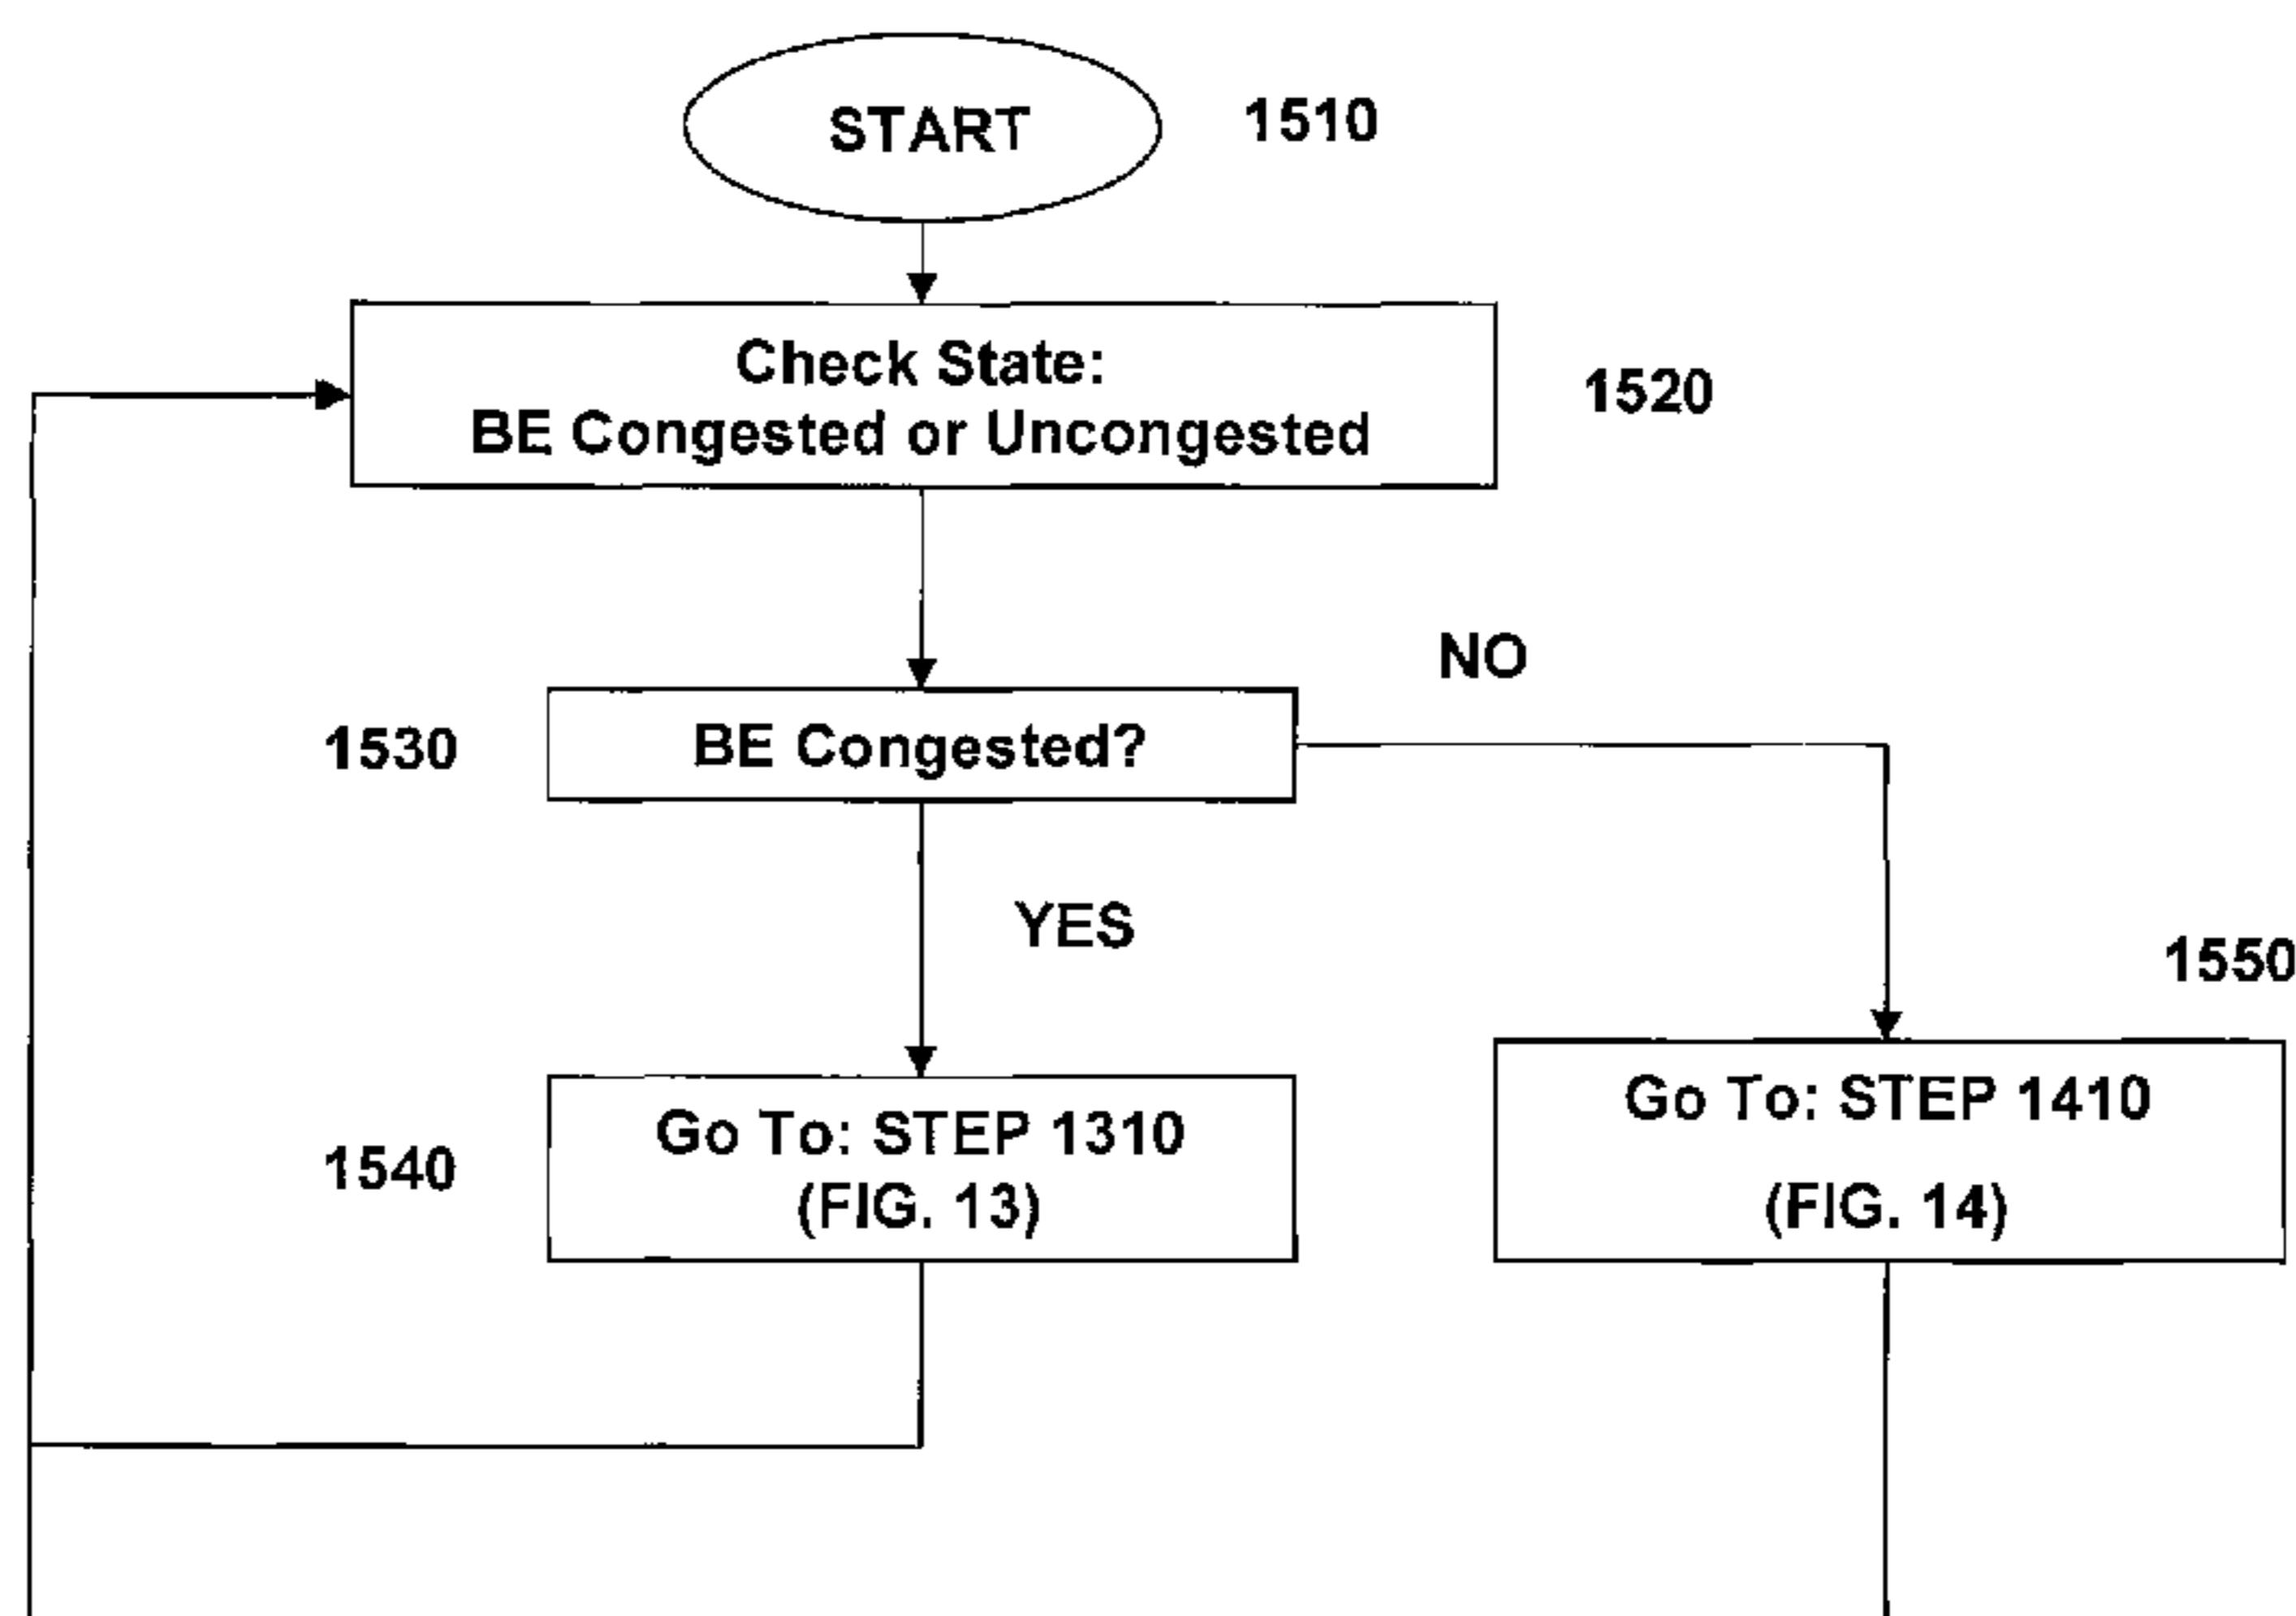 START
1510
Check State:
BE Congested or Uncongested
1520
NO
1530
BE Congested?
YES
1550
Go To: STEP 1310
(FIG. 13)
1540
Go To: STEP 1410
(FIG. 14)